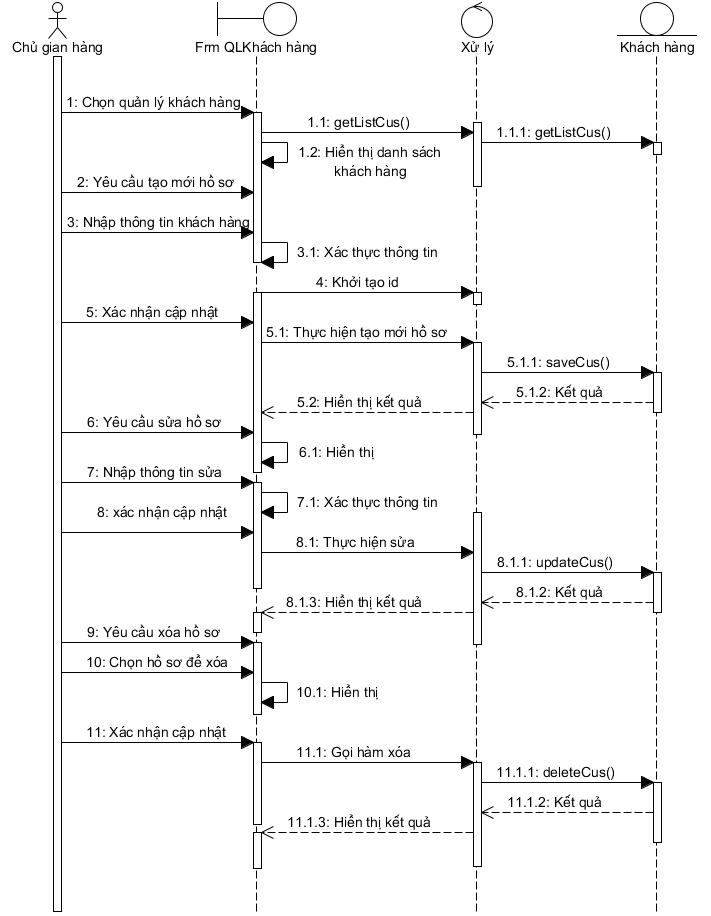 Chủ gian hàng
Frm QLKhách hàng
Xử lý
Khách hàng
1: Chọn quản lý khách hàng
1.1: getListCus()
1.1.1: getListCus()
1.2: Hiển thị danh sách
khách hàng
2: Yêu cầu tạo mới hồ sơ
3: Nhập thông tin khách hàng
3.1: Xác thực thông tin
4: Khởi tạo id
5: Xác nhận cập nhật
5.1: Thực hiện tạo mới hồ sơ
5.1.1: saveCus()
5.1.2: Kết quả
5.2: Hiển thị kết quả
6: Yêu cầu sửa hồ sơ
6.1: Hiển thị
7: Nhập thông tin sửa
7.1: Xác thực thông tin
8: xác nhận cập nhật
8.1: Thực hiện sửa
8.1.1: updateCus()
8.1.2: Kết quả
8.1.3: Hiển thị kết quả
9: Yêu cầu xóa hồ sơ
10: Chọn hồ sơ để xóa
10.1: Hiển thị
11: Xác nhận cập nhật
11.1: Gọi hàm xóa
11.1.1: deleteCus()
11.1.2: Kết quả
11.1.3: Hiển thị kết quả